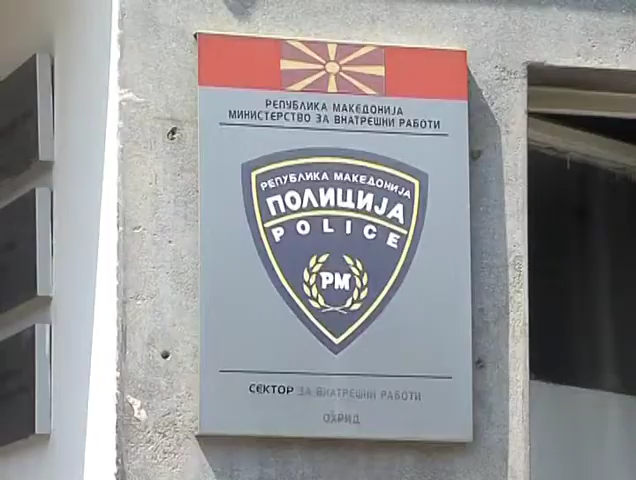 РЕПУБЛИКА МАКЕДОНИЈА
МИНИСТЕРСТВО ЗА ВНАТРЕШНИ РАБОТИ
РЕПУБЛИКА МАКЕДОНИЈА
ПОЛИЦИЈА
POLICE
РМ
СЕКТОР ЗА ВНАТРЕШНИ РАБОТИ
ОХРИД